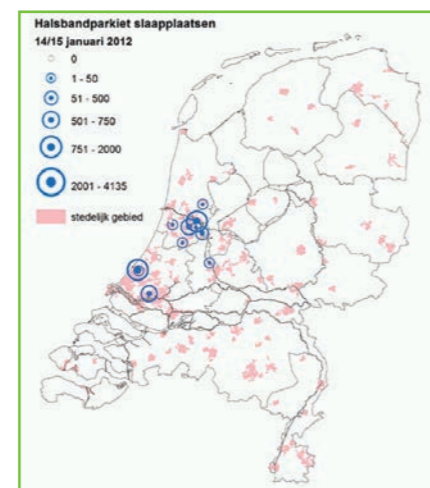 Halsbandparkiet slaapplaatsen
14/15 januari 2012
0
1 - 50
51 - 500
501 - 750
751 - 2000
2001 - 4135
stedelijk gebied